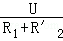 U
R₁+R′ ₂